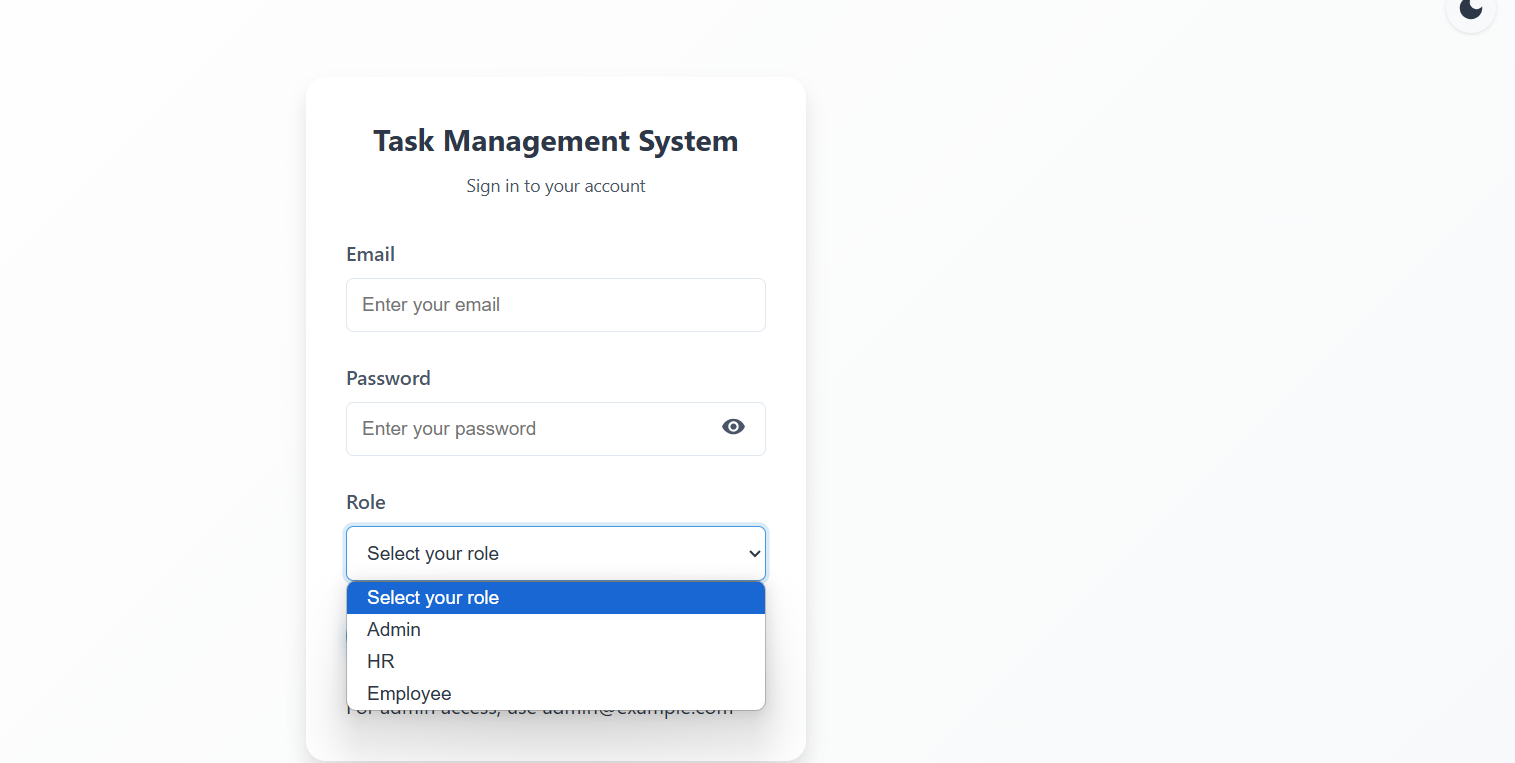 Task Management System
Sign in to your account
Email
Enter your email
Password
Enter your password
Role
Select your role
Select your role
Admin
HR
Employee
For admin access, use admin@example.com